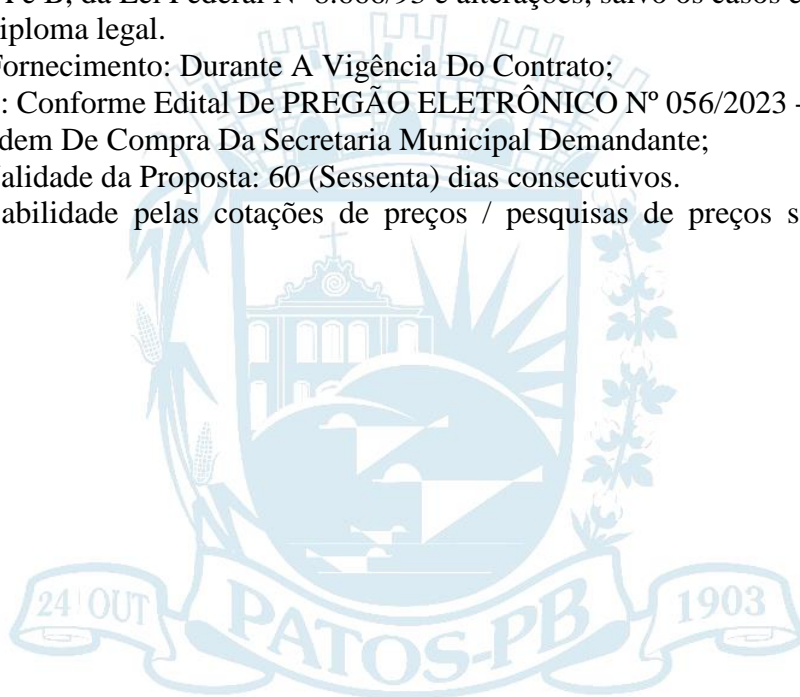 da Lei Federal Nº 8.666/93 e alterações, salvo os casos
diploma legal.
Fornecimento: Durante A Vigência Do Contrato;
: Conforme Edital De PREGÃO ELETRÔNICO Nº 056/2023 -
dem De Compra Da Secretaria Municipal Demandante;
Validade da Proposta: 60 (Sessenta) dias consecutivos.
abilidade pelas cotações de preços / pesquisas de preços s
24 OUT
PATOS-PB
1903